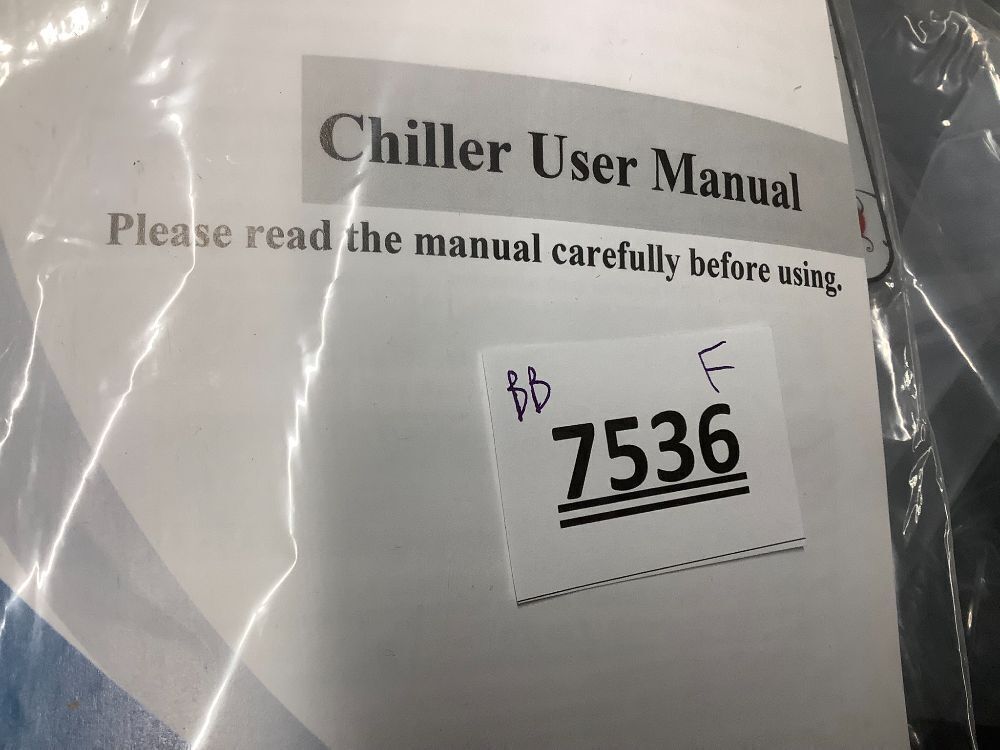 Chiller User Manual
Please read the manual carefully before using.
BB F
7536